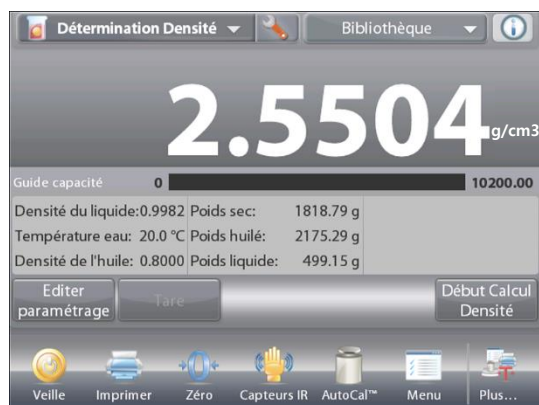 Détermination Densité Bibliothèque
2.5504 g/cm3
Guide capacité 0 10200.00
Densité du liquide:0.9982 Poids sec: 1818.79 g
Température eau: 20.0 °C Poids huilé: 2175.29 g
Densité de l'huile: 0.8000 Poids liquide: 499.15 g
Editer paramétrage Tare Début Calcul Densité
Veille Imprimer Zéro Capteurs IR AutoCal™ Menu Plus...